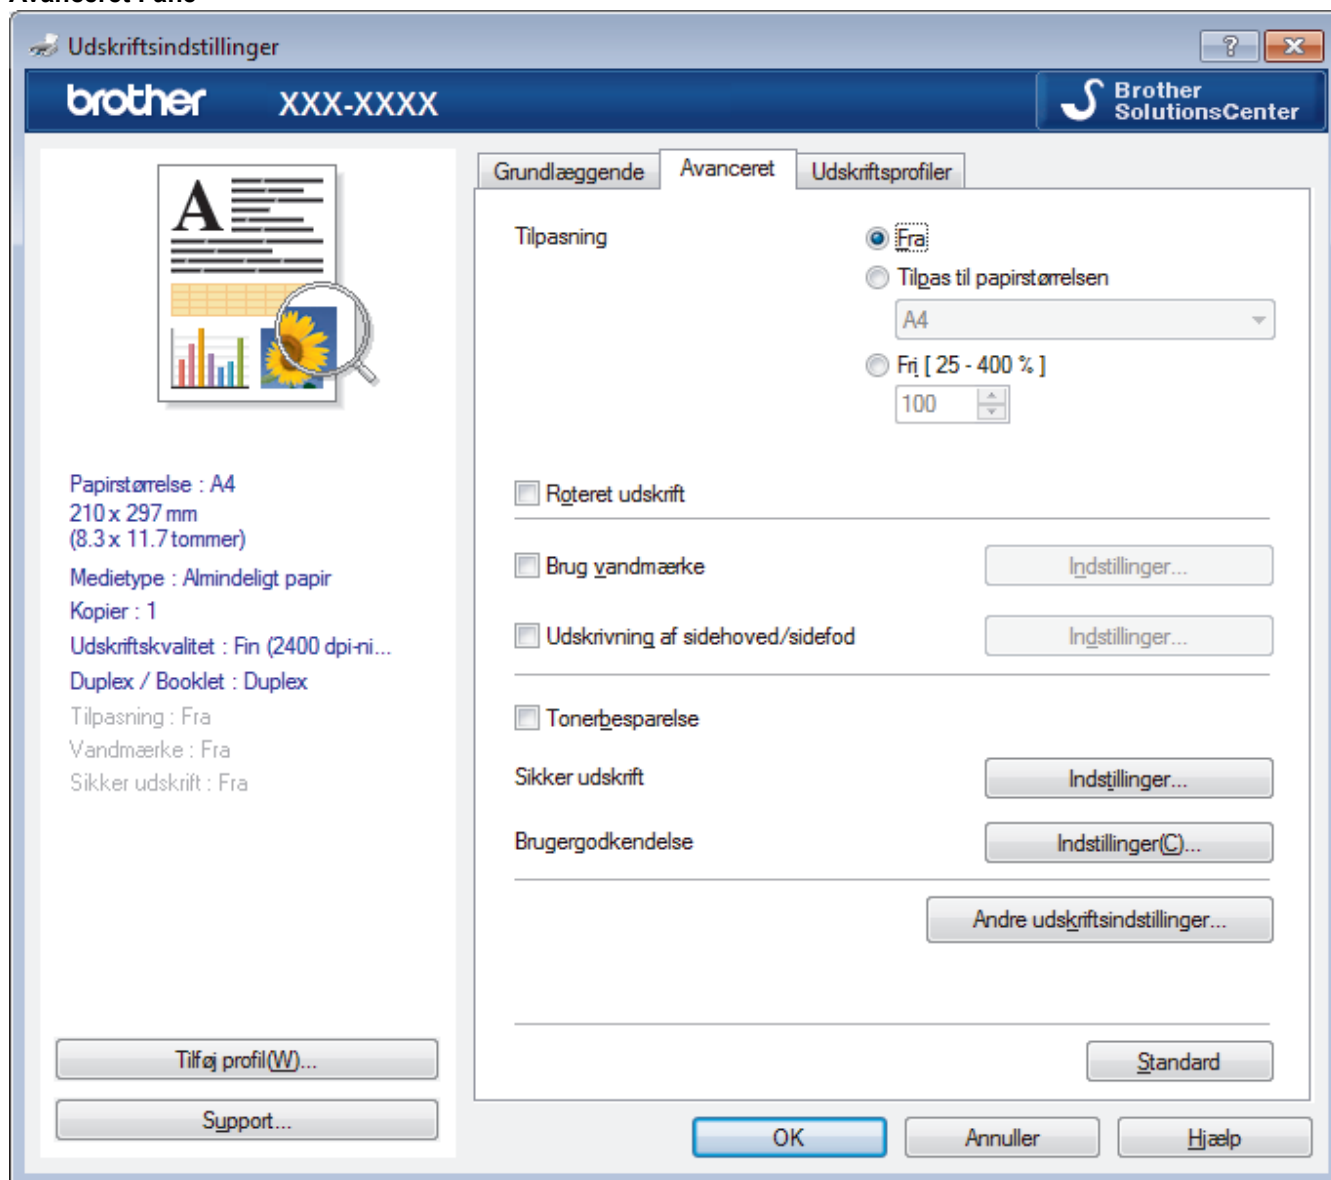 Udskriftsindstillinger
brother XXX-XXXX
Brother
SolutionsCenter
A
Papirstørrelse : A4
210 x 297 mm
(8.3 x 11.7 tommer)
Medietype : Almindeligt papir
Kopier : 1
Udskriftskvalitet : Fin (2400 dpi-ni...
Duplex / Booklet : Duplex
Tilpasning : Fra
Vandmærke : Fra
Sikker udskrift : Fra
Tilføj profil(W)...
Support...
Grundlæggende Avanceret Udskriftsprofiler
Tilpasning
Fra
Tilpas til papirstørrelsen
A4
Fri [ 25 - 400 % ]
100
Roteret udskrift
Brug vandmærke Indstillinger...
Udskrivning af sidehoved/sidefod Indstillinger...
Tonerbesparelse
Sikker udskrift Indstillinger...
Brugergodkendelse Indstillinger(C)...
Andre udskriftsindstillinger...
Standard
OK Annuller Hjælp